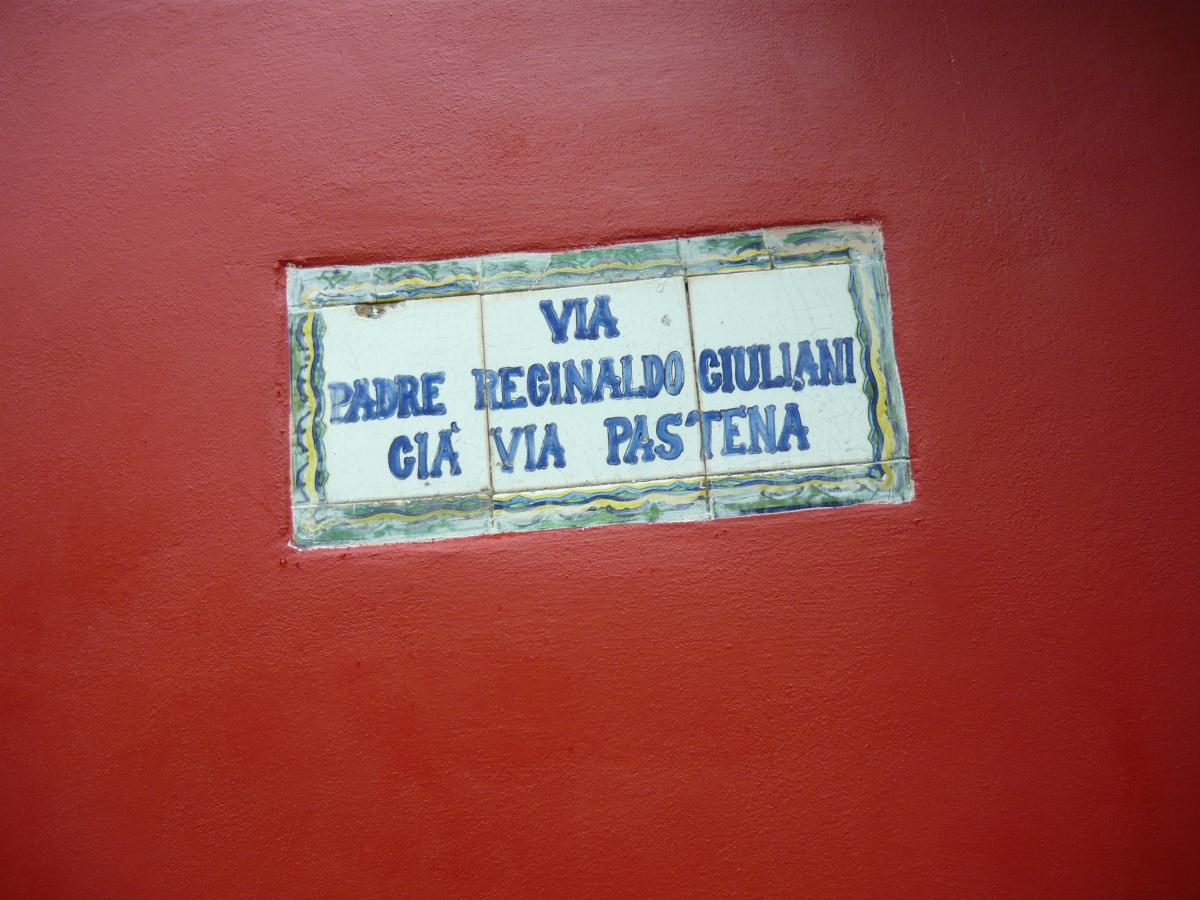 VIA
PADRE REGINALDO GIULIANI
GIÀ VIA PASTENA